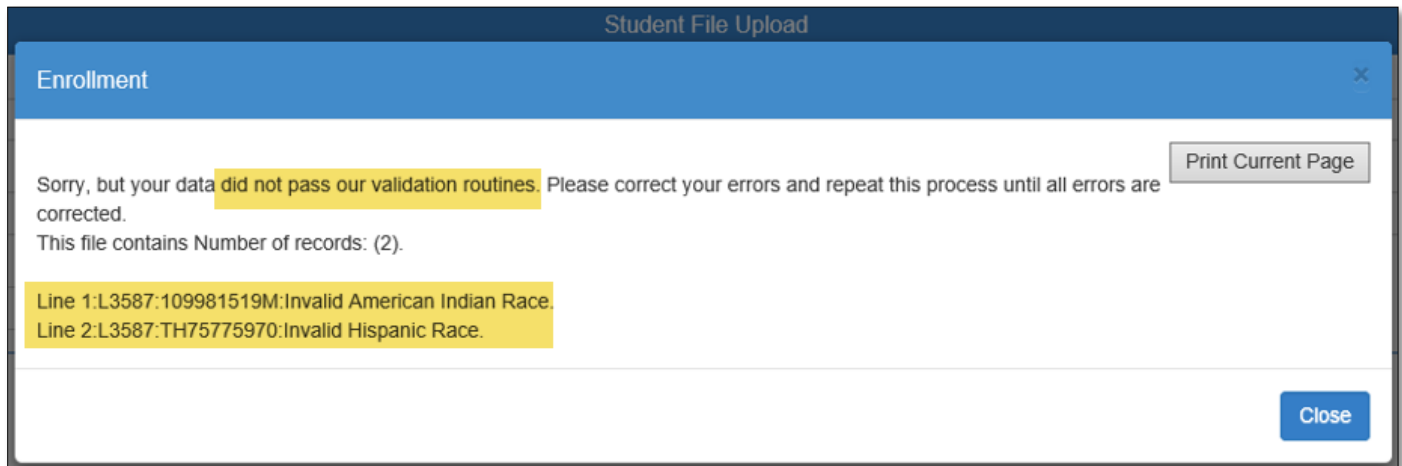 Student File Upload
Enrollment
×
Print Current Page
Sorry, but your data did not pass our validation routines. Please correct your errors and repeat this process until all errors are
corrected.
This file contains Number of records: (2).
Line 1:L3587:109981519M:Invalid American Indian Race.
Line 2:L3587:TH75775970:Invalid Hispanic Race.
Close